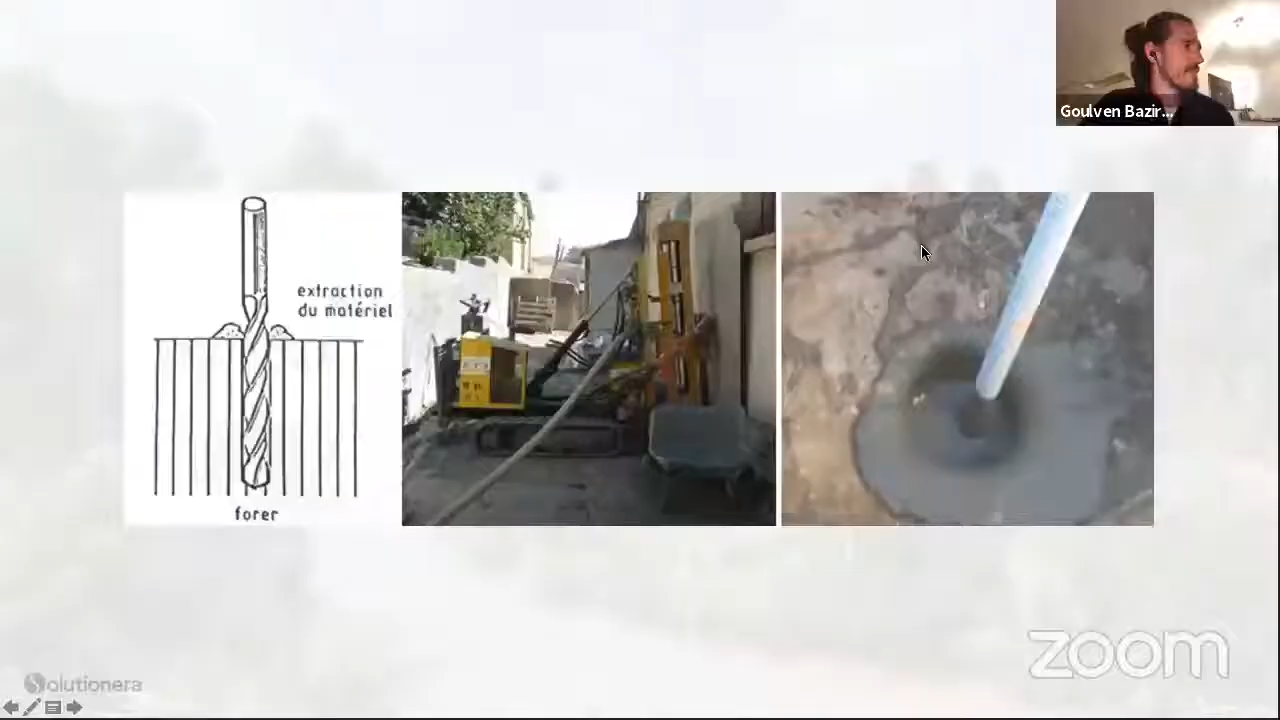 Goulven Bazir...
extraction
du matériel
forer
Solutionera
zoom